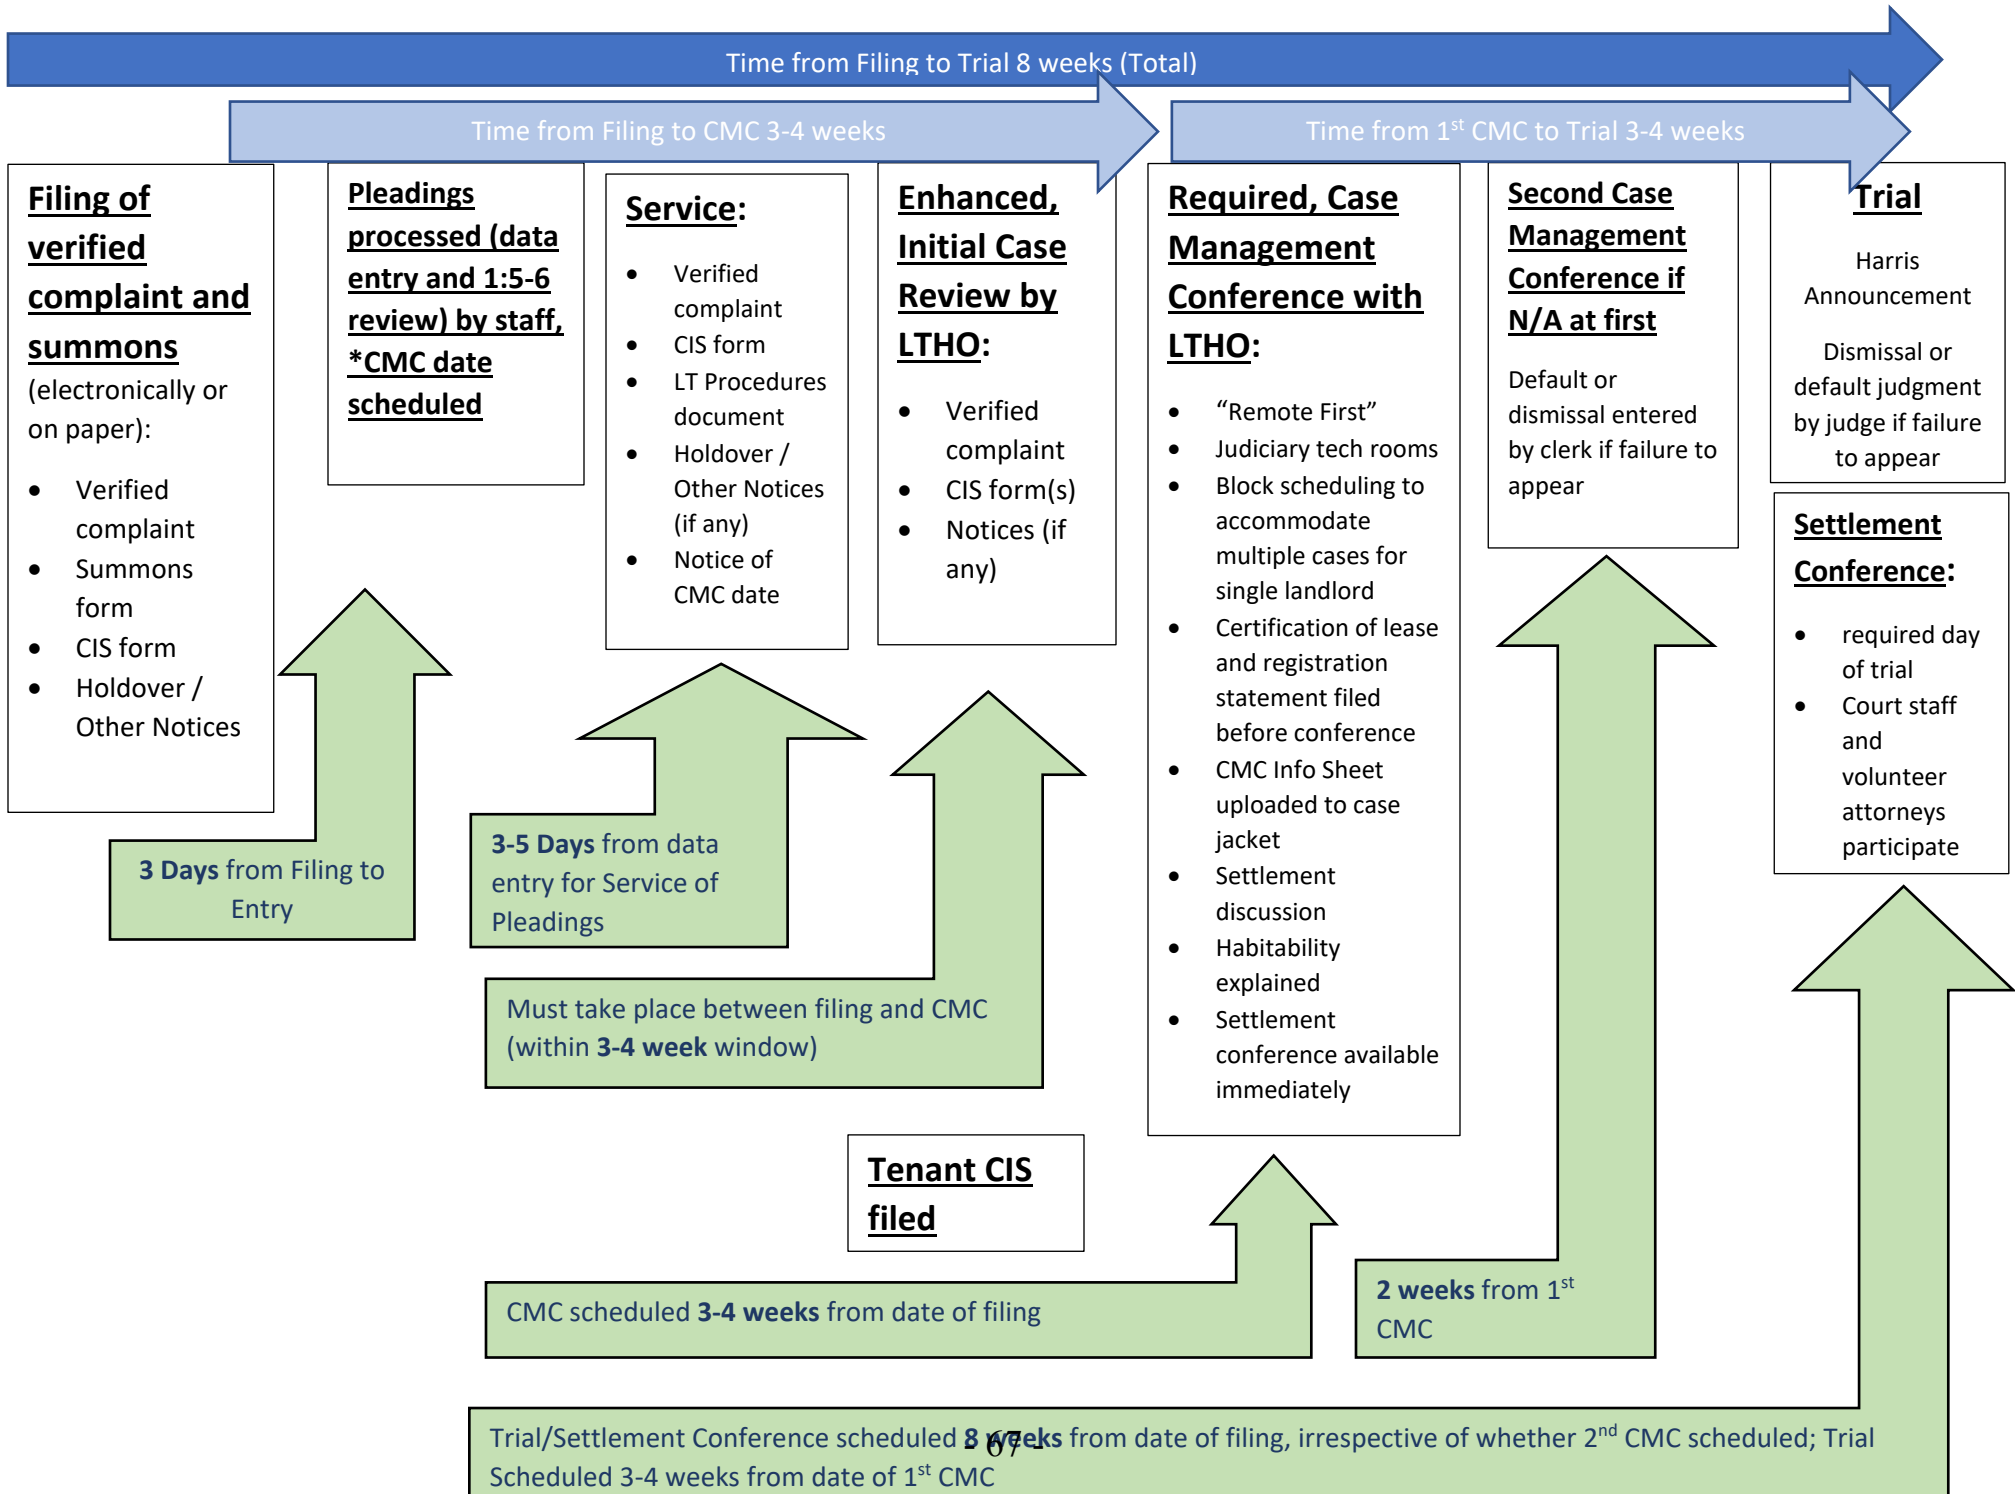 Time from Filing to Trial 8 weeks (Total)
Time from Filing to CMC 3-4 weeks
Time from 1st CMC to Trial 3-4 weeks
Filing of
verified
complaint and
summons
(electronically or
on paper):
• Verified
complaint
• Summons
form
• CIS form
• Holdover /
Other Notices
Pleadings
processed (data
entry and 1:5-6
review) by staff,
*CMC date
scheduled
Service:
• Verified
complaint
• CIS form
• LT Procedures
document
• Holdover /
Other Notices
(if any)
• Notice of
CMC date
Enhanced,
Initial Case
Review by
LTHO:
• Verified
complaint
• CIS form(s)
• Notices (if
any)
Required, Case
Management
Conference with
LTHO:
• “Remote First”
• Judiciary tech rooms
• Block scheduling to
accommodate
multiple cases for
single landlord
• Certification of lease
and registration
statement filed
before conference
• CMC Info Sheet
uploaded to case
jacket
• Settlement
discussion
• Habitability
explained
• Settlement
conference available
immediately
Second Case
Management
Conference if
N/A at first
Default or
dismissal entered
by clerk if failure to
appear
Trial
Harris
Announcement
Dismissal or
default judgment
by judge if failure
to appear
Settlement
Conference:
• required day
of trial
• Court staff
and
volunteer
attorneys
participate
3 Days from Filing to
Entry
3-5 Days from data
entry for Service of
Pleadings
Must take place between filing and CMC
(within 3-4 week window)
Tenant CIS
filed
CMC scheduled 3-4 weeks from date of filing
2 weeks from 1st
CMC
Trial/Settlement Conference scheduled 8 weeks from date of filing, irrespective of whether 2nd CMC scheduled; Trial
Scheduled 3-4 weeks from date of 1st CMC
- 67 -